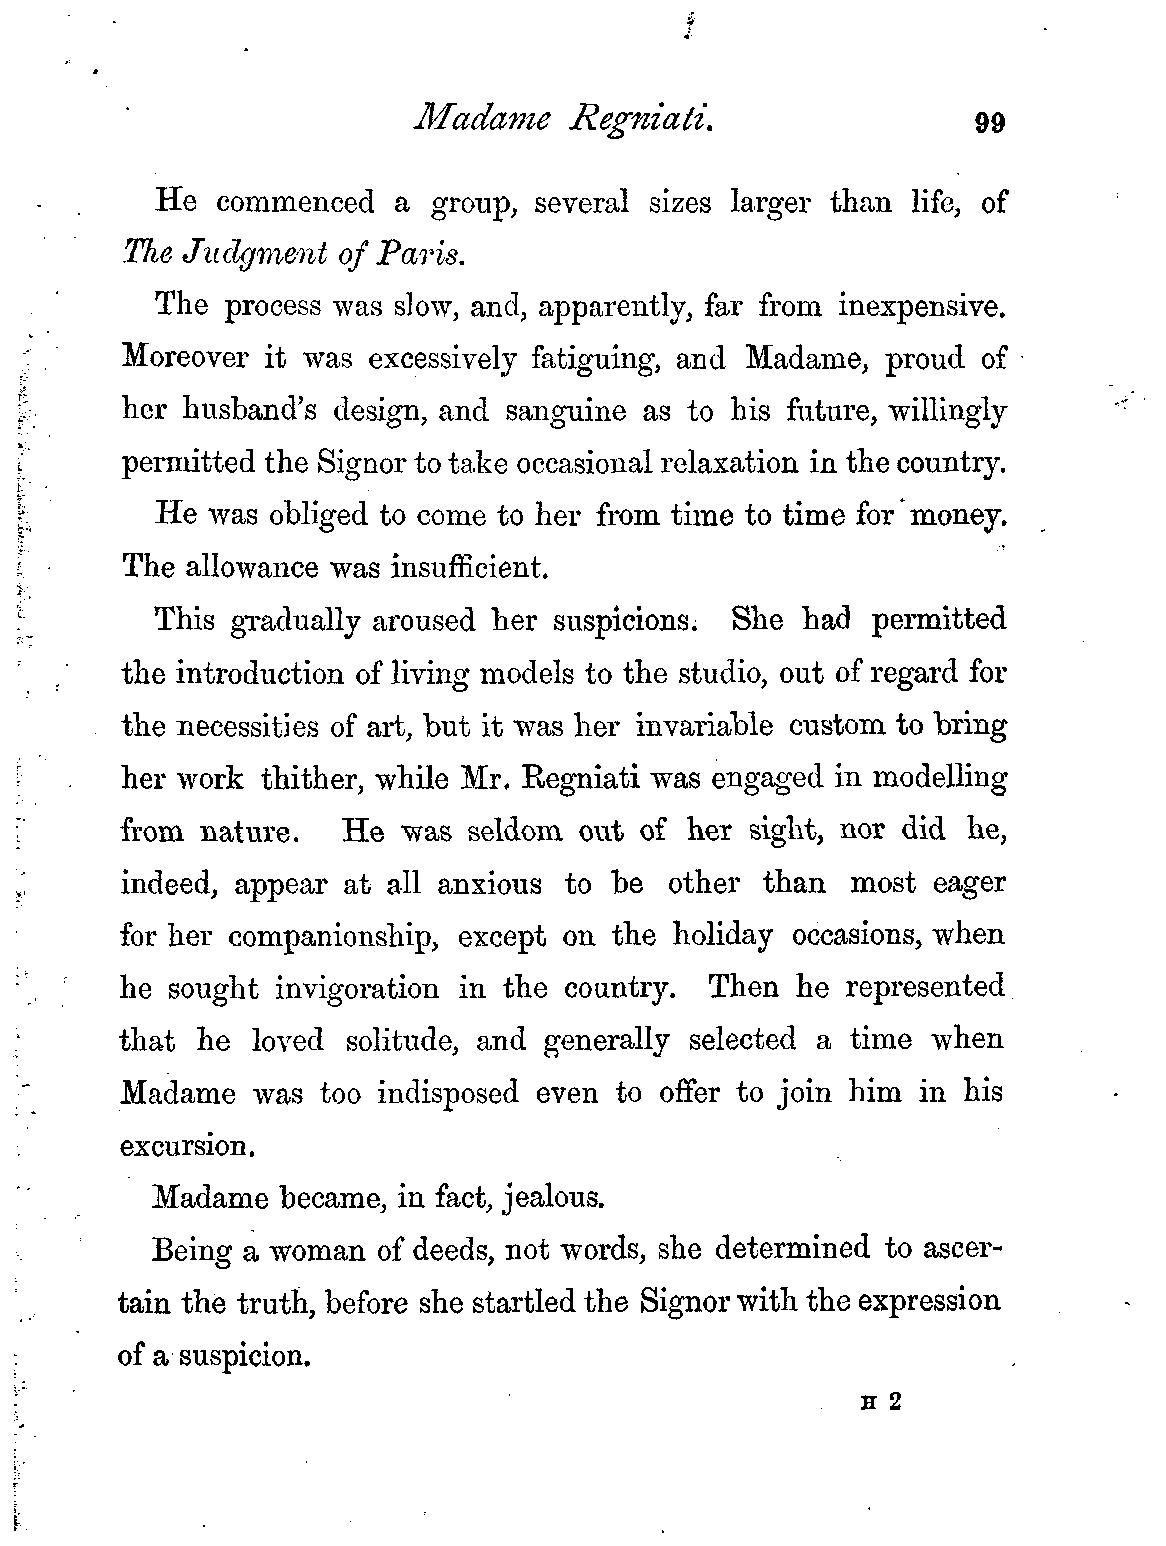 Madame Regniati. 99
He commenced a group, several sizes larger than life, of
The Judgment of Paris.
The process was slow, and, apparently, far from inexpensive.
Moreover it was excessively fatiguing, and Madame, proud of
her husband's design, and sanguine as to his future, willingly
permitted the Signor to take occasional relaxation in the country.
He was obliged to come to her from time to time for money.
The allowance was insufficient.
This gradually aroused her suspicions. She had permitted
the introduction of living models to the studio, out of regard for
the necessities of art, but it was her invariable custom to bring
her work thither, while Mr. Regniati was engaged in modelling
from nature. He was seldom out of her sight, nor did he,
indeed, appear at all anxious to be other than most eager
for her companionship, except on the holiday occasions, when
he sought invigoration in the country. Then he represented
that he loved solitude, and generally selected a time when
Madame was too indisposed even to offer to join him in his
excursion.
Madame became, in fact, jealous.
Being a woman of deeds, not words, she determined to ascer-
tain the truth, before she startled the Signor with the expression
of a suspicion.
H 2